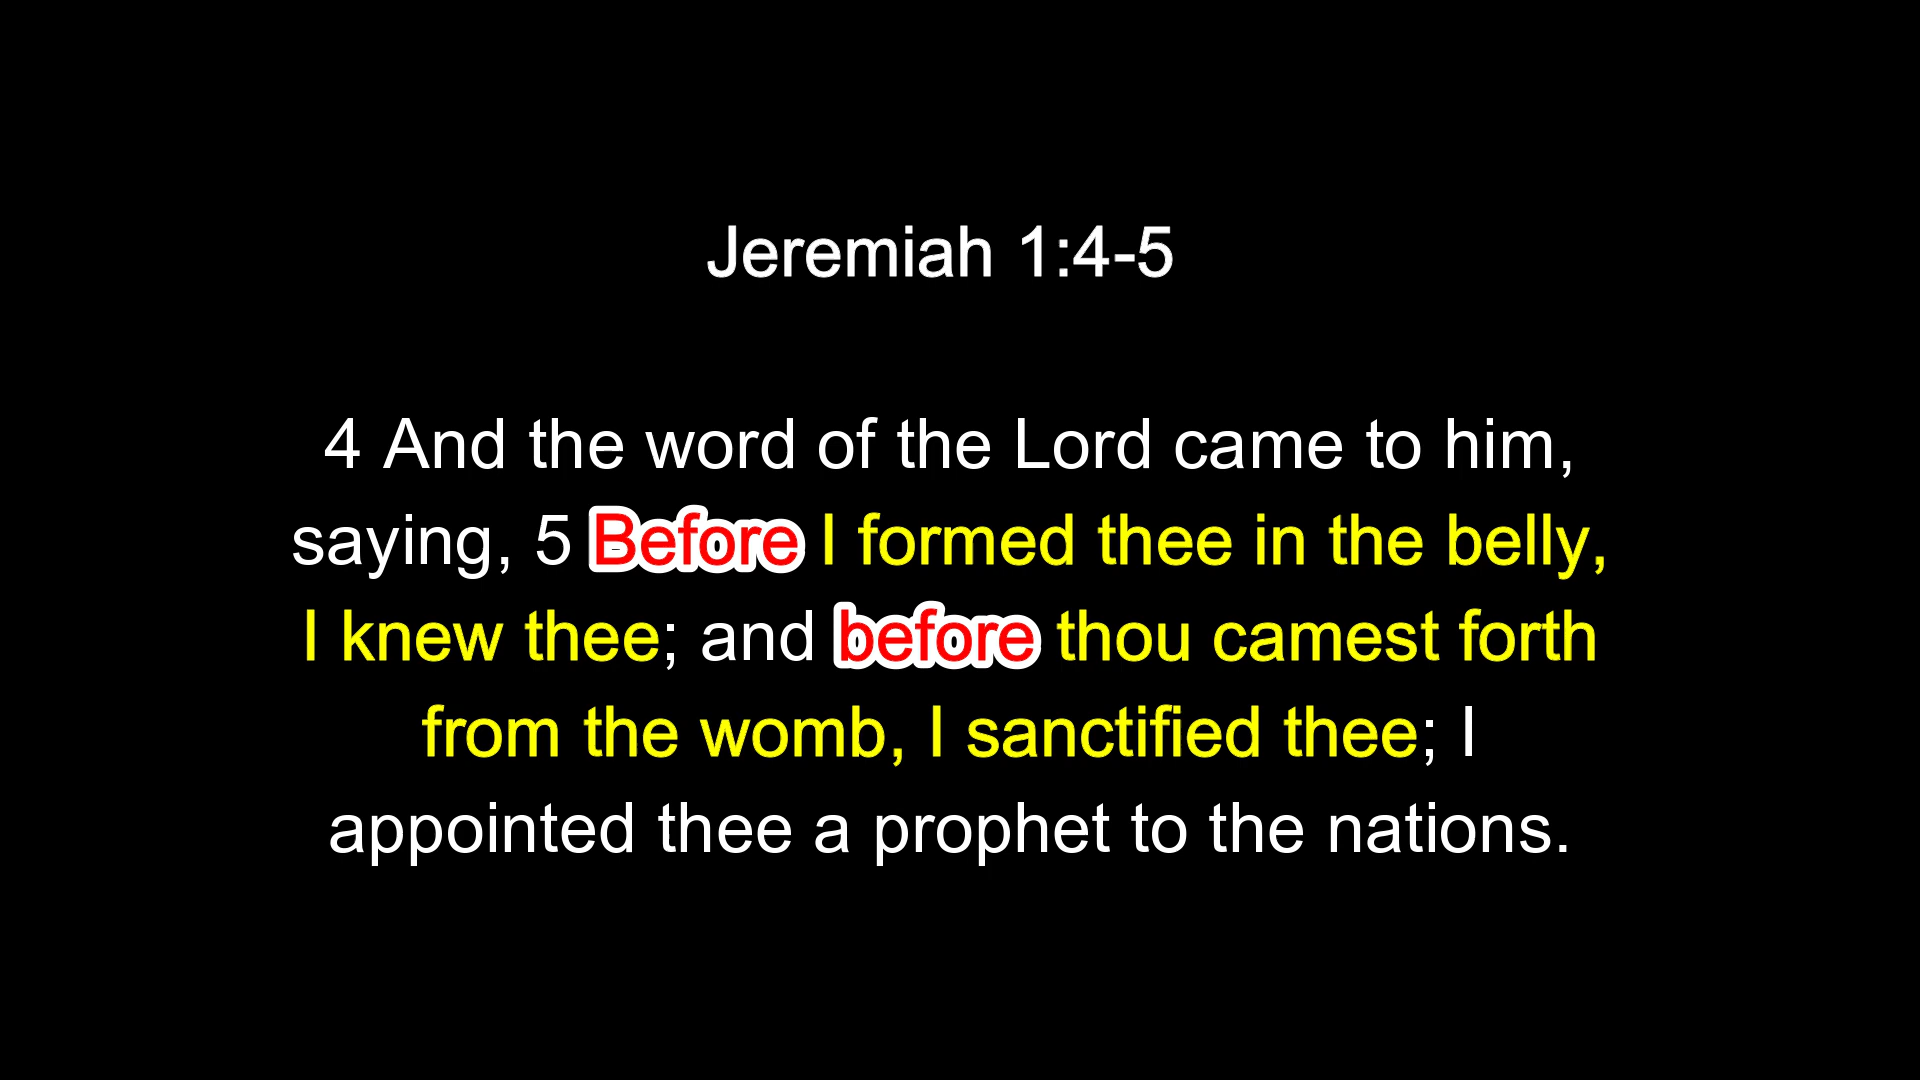 Jeremiah 1:4-5
4 And the word of the Lord came to him,
saying, 5 Before I formed thee in the belly,
I knew thee; and before thou camest forth
from the womb, I sanctified thee; I
appointed thee a prophet to the nations.